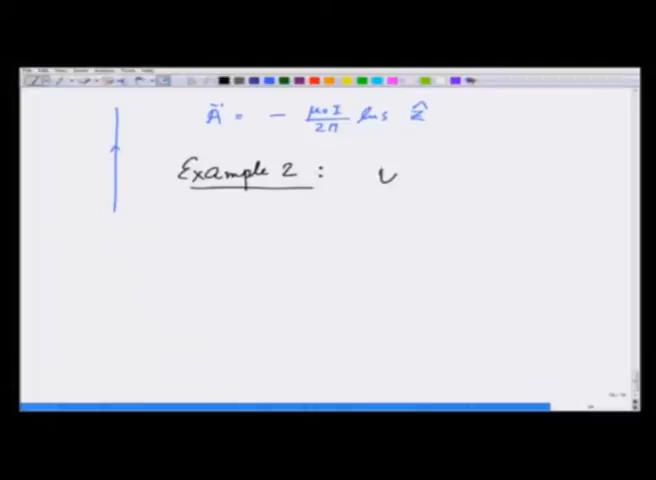 A⃗ = - μ₀I/2π ln s ẑ
Example 2 :